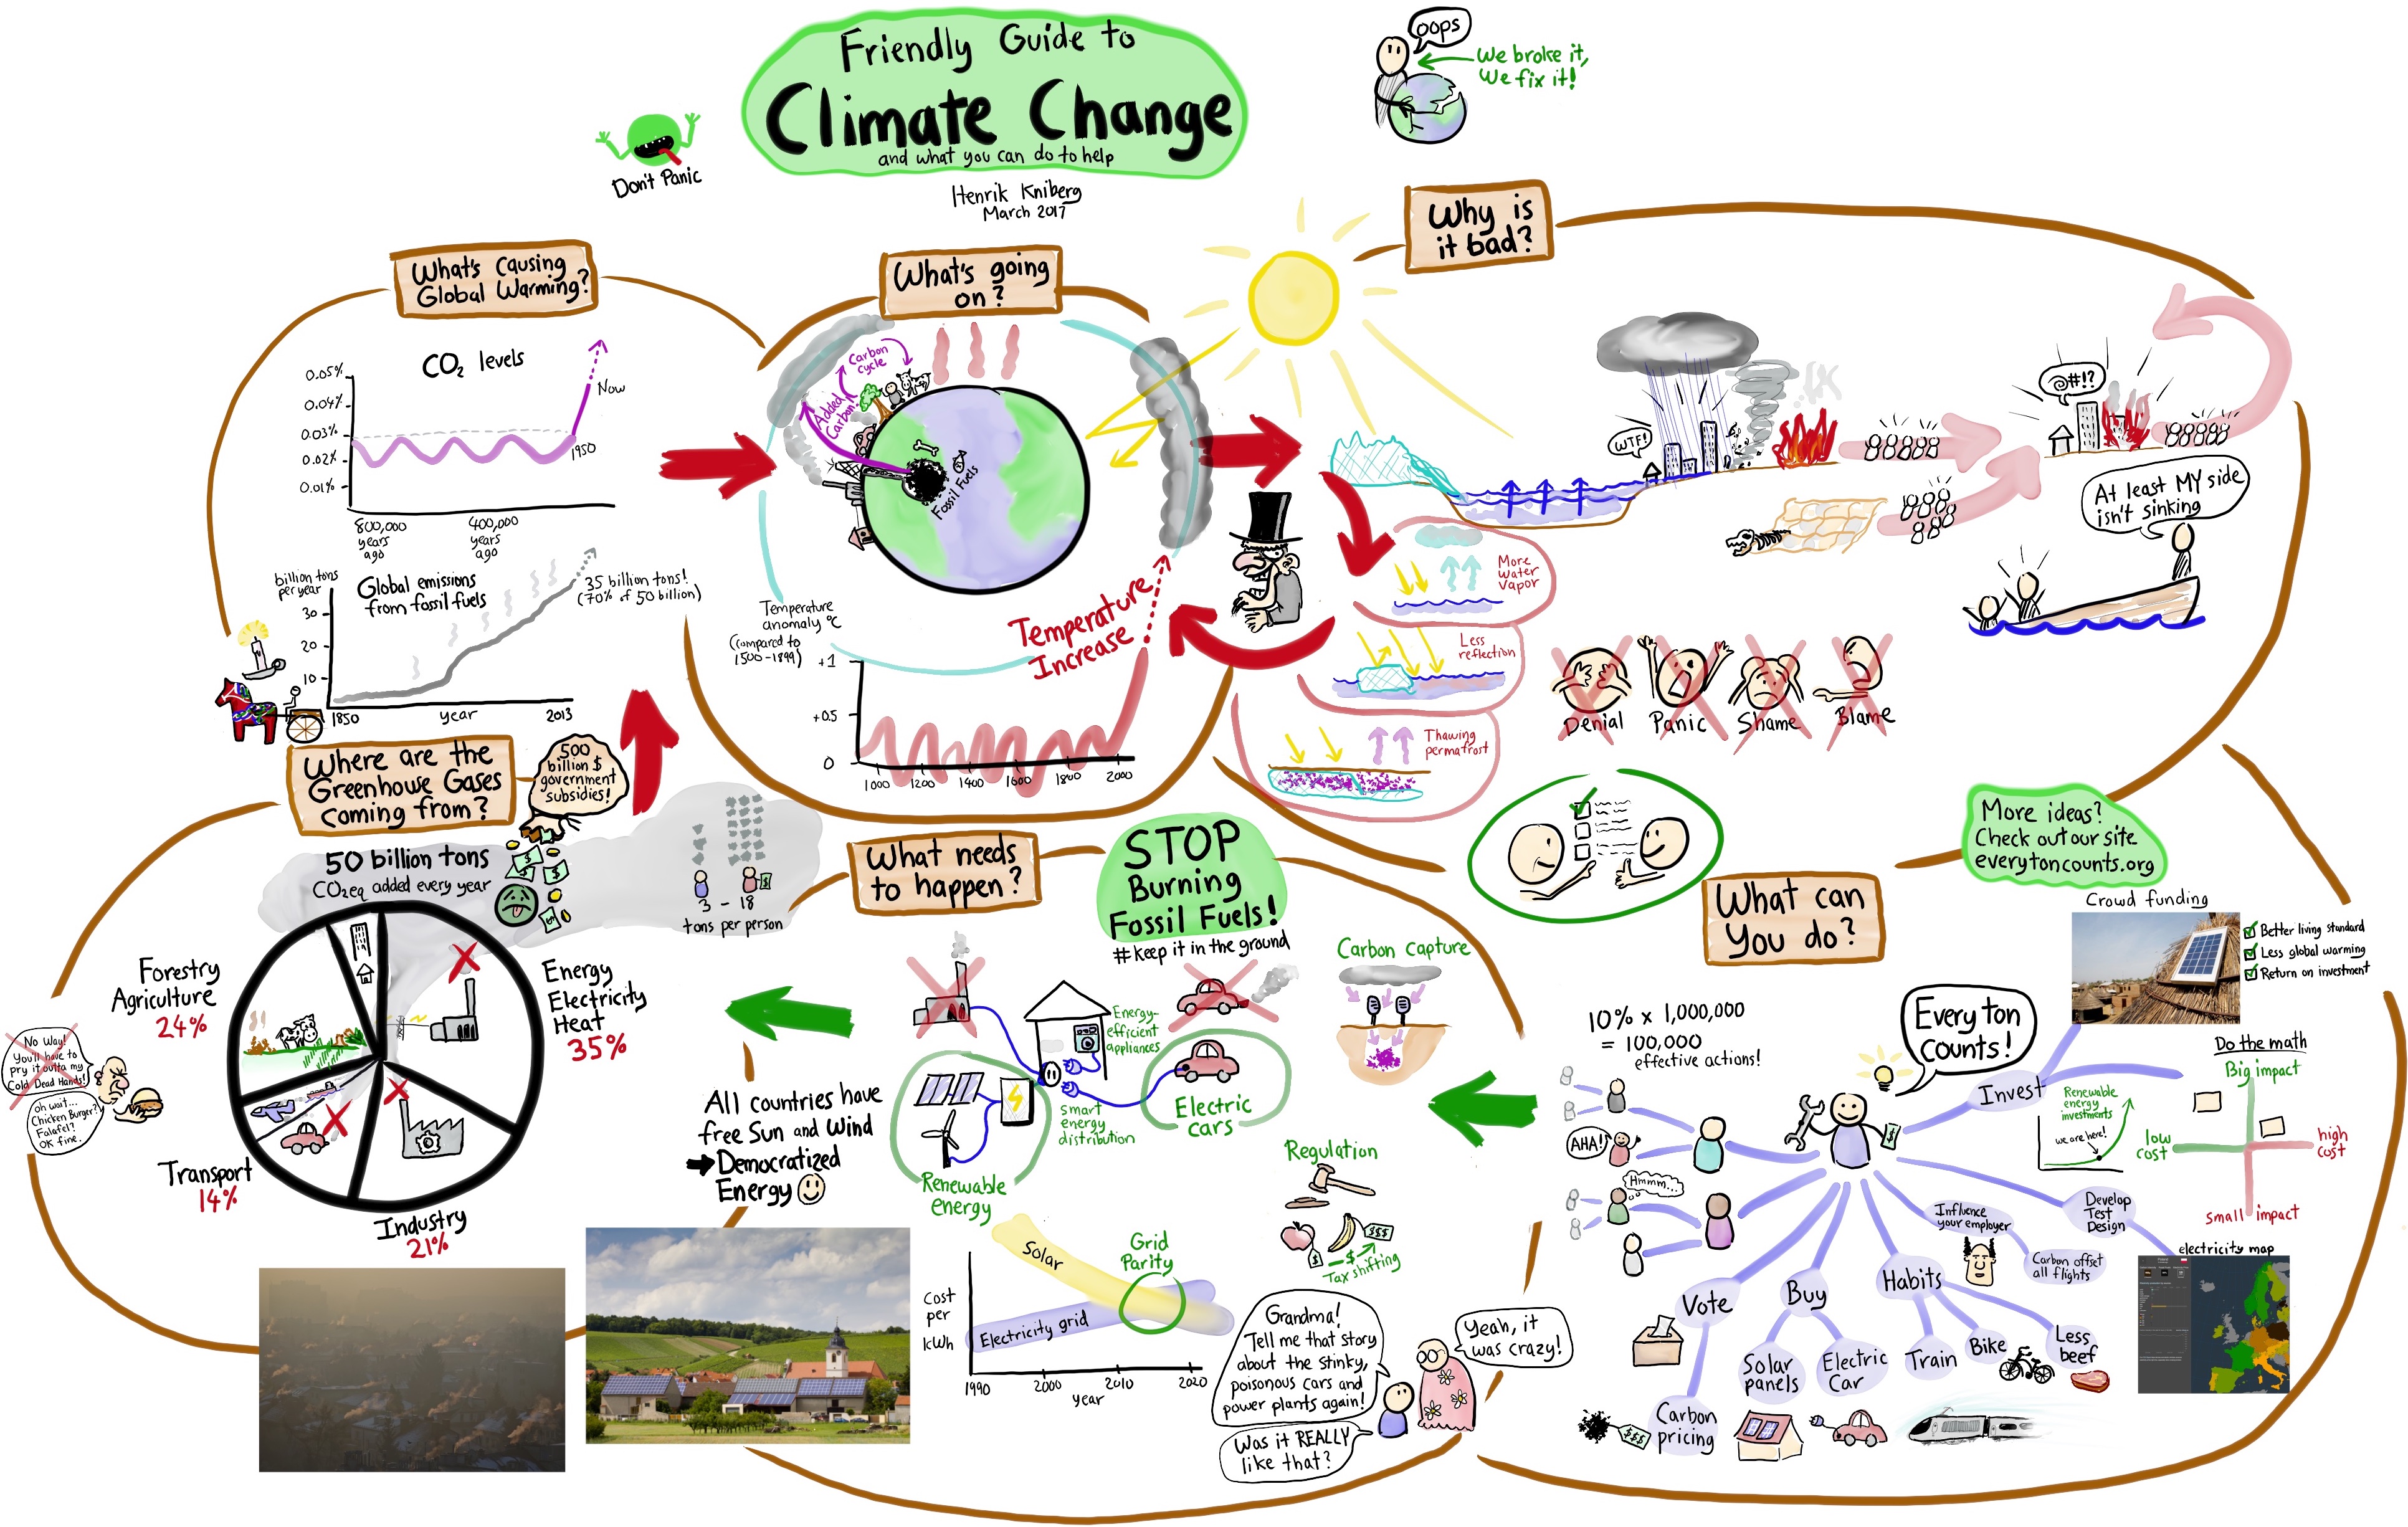 Friendly Guide to
Climate Change
and what you can do to help
Henrik Kniberg
March 2017
Don't Panic
oops
We broke it,
We fix it!
What's causing
Global Warming?
CO2 levels
0.05%
0.04%
0.03%
0.02%
0.01%
Now
1950
800,000
years
ago
400,000
years
ago
billion tons
per year
Global emissions
from fossil fuels
35 billion tons!
(70% of 50 billion)
30
20
10
1850
year
2013
What's going
on?
Carbon
cycle
Added
Carbon!
Fossil Fuels
Temperature
anomaly °C
(compared to
1500-1899)
+1
+0.5
0
Temperature
Increase
1000
1200
1400
1600
1800
2000
Why is
it bad?
WTF!
@#!?
At least MY side
isn't sinking
More
water
vapor
Less
reflection
Thawing
permafrost
Denial
Panic
Shame
Blame
Where are the
Greenhouse Gases
coming from?
500
billion $
government
subsidies!
50 billion tons
CO2eq added every year
3 - 18
tons per person
Forestry
Agriculture
24%
Energy
Electricity
Heat
35%
Transport
14%
Industry
21%
No way!
You'll have to
pry it outta my
Cold Dead Hands!
oh wait...
Chicken Burger?
Falafel?
OK fine.
What needs
to happen?
STOP
Burning
Fossil Fuels!
#keep it in the ground
Energy-
efficient
appliances
smart
energy
distribution
Electric
cars
Renewable
energy
Carbon capture
All countries have
free Sun and Wind
Democratized
Energy
Regulation
$
$$$
$
Tax shifting
Solar
Grid
Parity
Cost
per
kWh
Electricity grid
1990
2000
2010
2020
year
Grandma!
Tell me that story
about the stinky,
poisonous cars and
power plants again!
Was it REALLY
like that?
Yeah, it
was crazy!
What can
You do?
More ideas?
Check out our site
everytoncounts.org
Crowd funding
Better living standard
Less global warming
Return on investment
10% x 1,000,000
= 100,000
effective actions!
AHA!
Hmmm...
Every ton
counts!
Invest
Renewable
energy
investments
we are here!
Do the math
Big impact
low
cost
high
cost
small impact
Develop
Test
Design
electricity map
Influence
your employer
Carbon offset
all flights
Vote
Carbon
pricing
$$$
Buy
Solar
panels
Electric
Car
Habits
Train
Bike
Less
beef